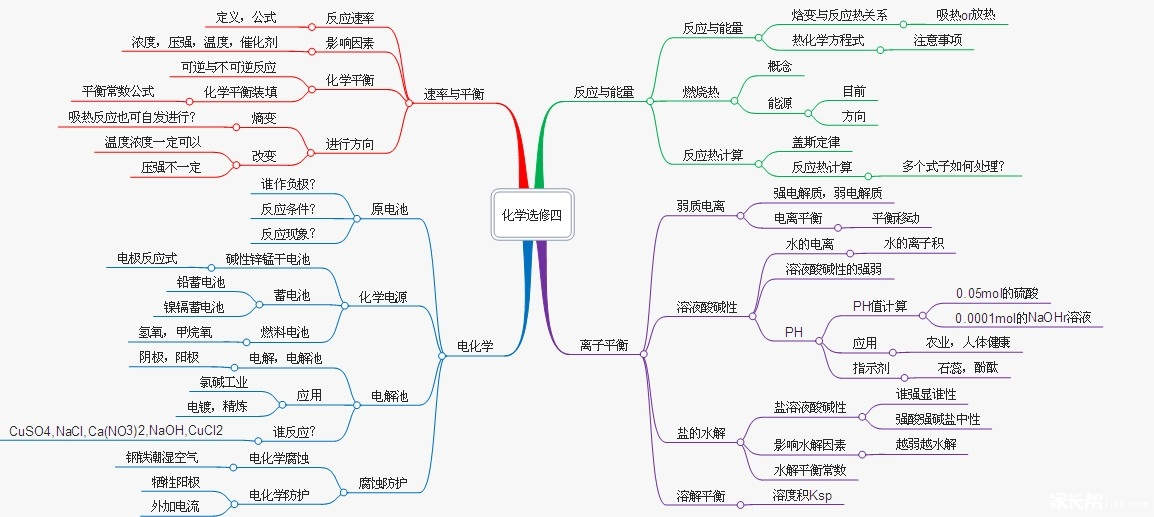 化学选修四
速率与平衡
反应速率
定义，公式
影响因素
浓度，压强，温度，催化剂
化学平衡
可逆与不可逆反应
化学平衡装填
平衡常数公式
进行方向
熵变
吸热反应也可自发进行？
改变
温度浓度一定可以
压强不一定
反应与能量
反应与能量
焓变与反应热关系
吸热or放热
热化学方程式
注意事项
燃烧热
概念
能源
目前
方向
反应热计算
盖斯定律
反应热计算
多个式子如何处理？
电化学
原电池
谁作负极？
反应条件？
反应现象？
化学电源
碱性锌锰干电池
电极反应式
蓄电池
铅蓄电池
镍镉蓄电池
燃料电池
氢氧，甲烷氧
电解池
电解，电解池
阴极，阳极
应用
氯碱工业
电镀，精炼
谁反应？
CuSO4,NaCl,Ca(NO3)2,NaOH,CuCl2
腐蚀防护
电化学腐蚀
钢铁潮湿空气
电化学防护
牺牲阳极
外加电流
离子平衡
弱质电离
强电解质，弱电解质
电离平衡
平衡移动
溶液酸碱性
水的电离
水的离子积
溶液酸碱性的强弱
PH
PH值计算
0.05mol的硫酸
0.0001mol的NaOHr溶液
应用
农业，人体健康
指示剂
石蕊，酚酞
盐的水解
盐溶液酸碱性
谁强显谁性
强酸强碱盐中性
影响水解因素
越弱越水解
水解平衡常数
溶解平衡
溶度积Ksp